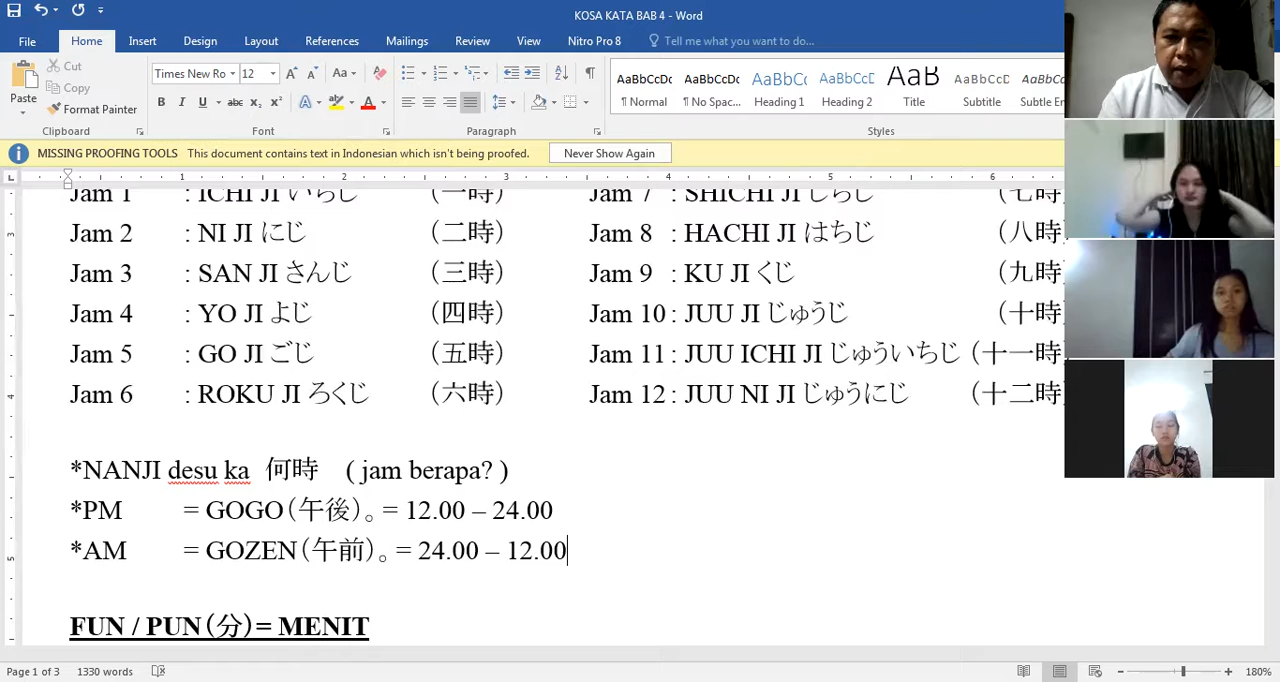 KOSA KATA BAB 4 - Word
File Home Insert Design Layout References Mailings Review View Nitro Pro 8 Tell me what you want to do...
Paste
Cut
Copy
Format Painter
Times New Ro 12
Clipboard Font Paragraph Styles
AaBbCcDc AaBbCcDc AaBbC( AaBbCcC AaB AaBbCcD AaBbCcDc
¶ Normal ¶ No Spac... Heading 1 Heading 2 Title Subtitle Subtle Em
MISSING PROOFING TOOLS This document contains text in Indonesian which isn't being proofed. Never Show Again
1 2 3 4 5 6
Jam 1 : ICHI JI いちじ (一時) Jam 7 : SHICHI JI しちじ (七時)
Jam 2 : NI JI にじ (二時) Jam 8 : HACHI JI はちじ (八時
Jam 3 : SAN JI さんじ (三時) Jam 9 : KU JI くじ (九時
Jam 4 : YO JI よじ (四時) Jam 10 : JUU JI じゅうじ (十時
Jam 5 : GO JI ごじ (五時) Jam 11 : JUU ICHI JI じゅういちじ (十一時
Jam 6 : ROKU JI ろくじ (六時) Jam 12 : JUU NI JI じゅうにじ (十二時
*NANJI desu ka 何時 ( jam berapa? )
*PM = GOGO(午後)。= 12.00 – 24.00
*AM = GOZEN(午前)。= 24.00 – 12.00
FUN / PUN(分)= MENIT
Page 1 of 3 1330 words 180%